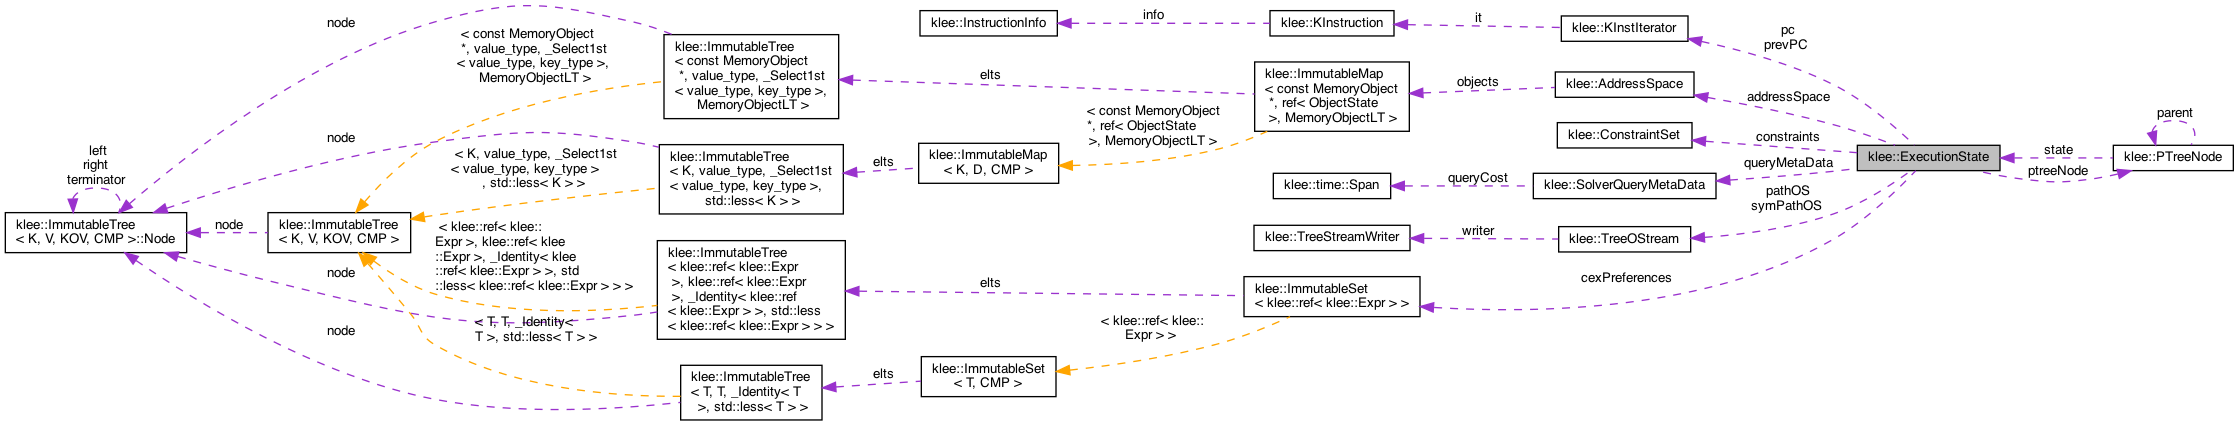 node
< const MemoryObject
*, value_type, _Select1st
< value_type, key_type >,
MemoryObjectLT >
klee::ImmutableTree
< const MemoryObject
*, value_type, _Select1st
< value_type, key_type >,
MemoryObjectLT >
elts
klee::InstructionInfo
info
klee::KInstruction
it
klee::KInstIterator
pc
prevPC
klee::ImmutableMap
< const MemoryObject
*, ref< ObjectState
>, MemoryObjectLT >
objects
klee::AddressSpace
addressSpace
node
< K, value_type, _Select1st
< value_type, key_type >
, std::less< K > >
klee::ImmutableTree
< K, value_type, _Select1st
< value_type, key_type >,
std::less< K > >
elts
klee::ImmutableMap
< K, D, CMP >
< const MemoryObject
*, ref< ObjectState
>, MemoryObjectLT >
klee::ConstraintSet
constraints
klee::time::Span
queryCost
klee::SolverQueryMetaData
queryMetaData
klee::ExecutionState
state
ptreeNode
parent
klee::PTreeNode
left
right
terminator
klee::ImmutableTree
< K, V, KOV, CMP >::Node
node
klee::ImmutableTree
< K, V, KOV, CMP >
< klee::ref< klee::
Expr >, klee::ref< klee
::Expr >, _Identity< klee
::ref< klee::Expr > >, std
::less< klee::ref< klee::Expr > > >
node
klee::ImmutableTree
< klee::ref< klee::Expr
>, klee::ref< klee::Expr
>, _Identity< klee::ref
< klee::Expr > >, std::less
< klee::ref< klee::Expr > > >
elts
klee::TreeStreamWriter
writer
klee::TreeOStream
pathOS
symPathOS
klee::ImmutableSet
< klee::ref< klee::Expr > >
cexPreferences
node
< T, T, _Identity<
T >, std::less< T > >
klee::ImmutableTree
< T, T, _Identity< T
>, std::less< T > >
elts
klee::ImmutableSet
< T, CMP >
< klee::ref< klee::
Expr > >